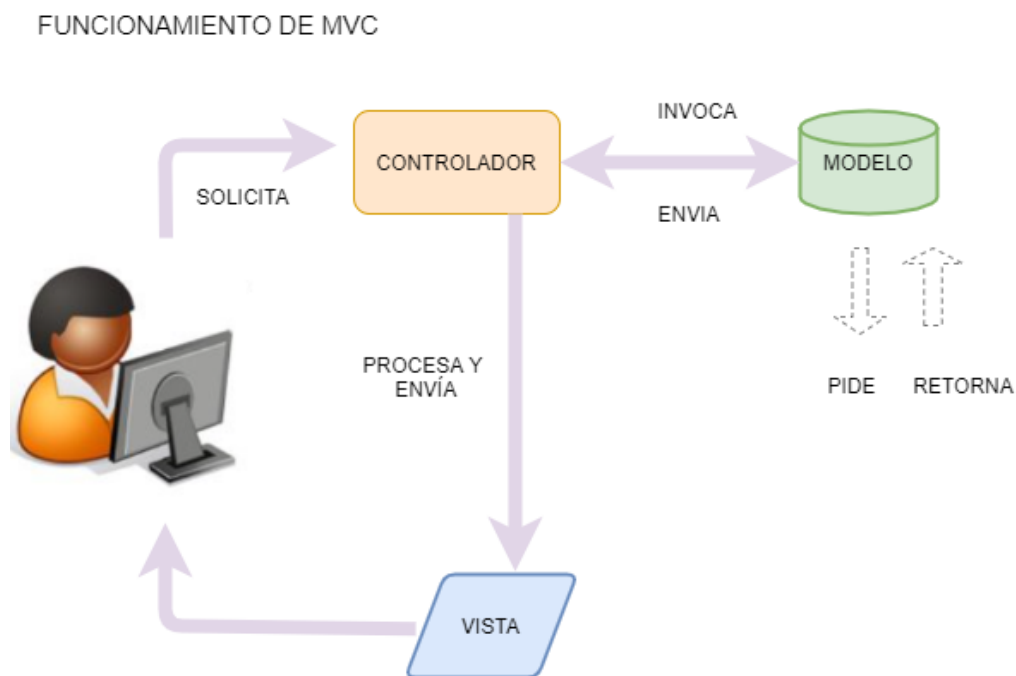 FUNCIONAMIENTO DE MVC
INVOCA
CONTROLADOR
MODELO
SOLICITA
ENVIA
PROCESA Y
ENVÍA
PIDE
RETORNA
VISTA